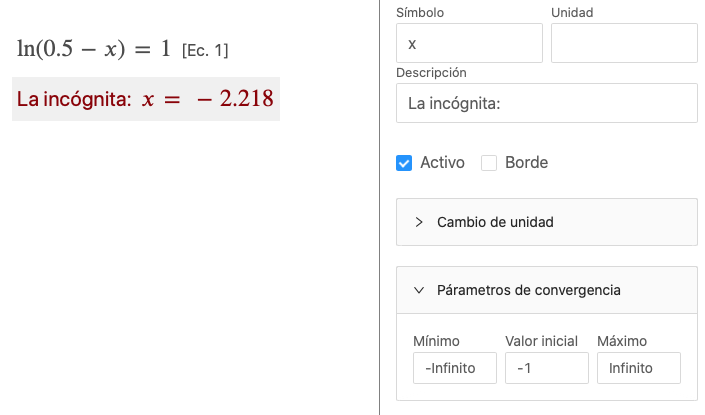 ln(0.5 − x) = 1 [Ec. 1]
La incógnita: x = − 2.218
Símbolo Unidad
x
Descripción
La incógnita:
Activo Borde
Cambio de unidad
Párametros de convergencia
Mínimo Valor inicial Máximo
-Infinito -1 Infinito